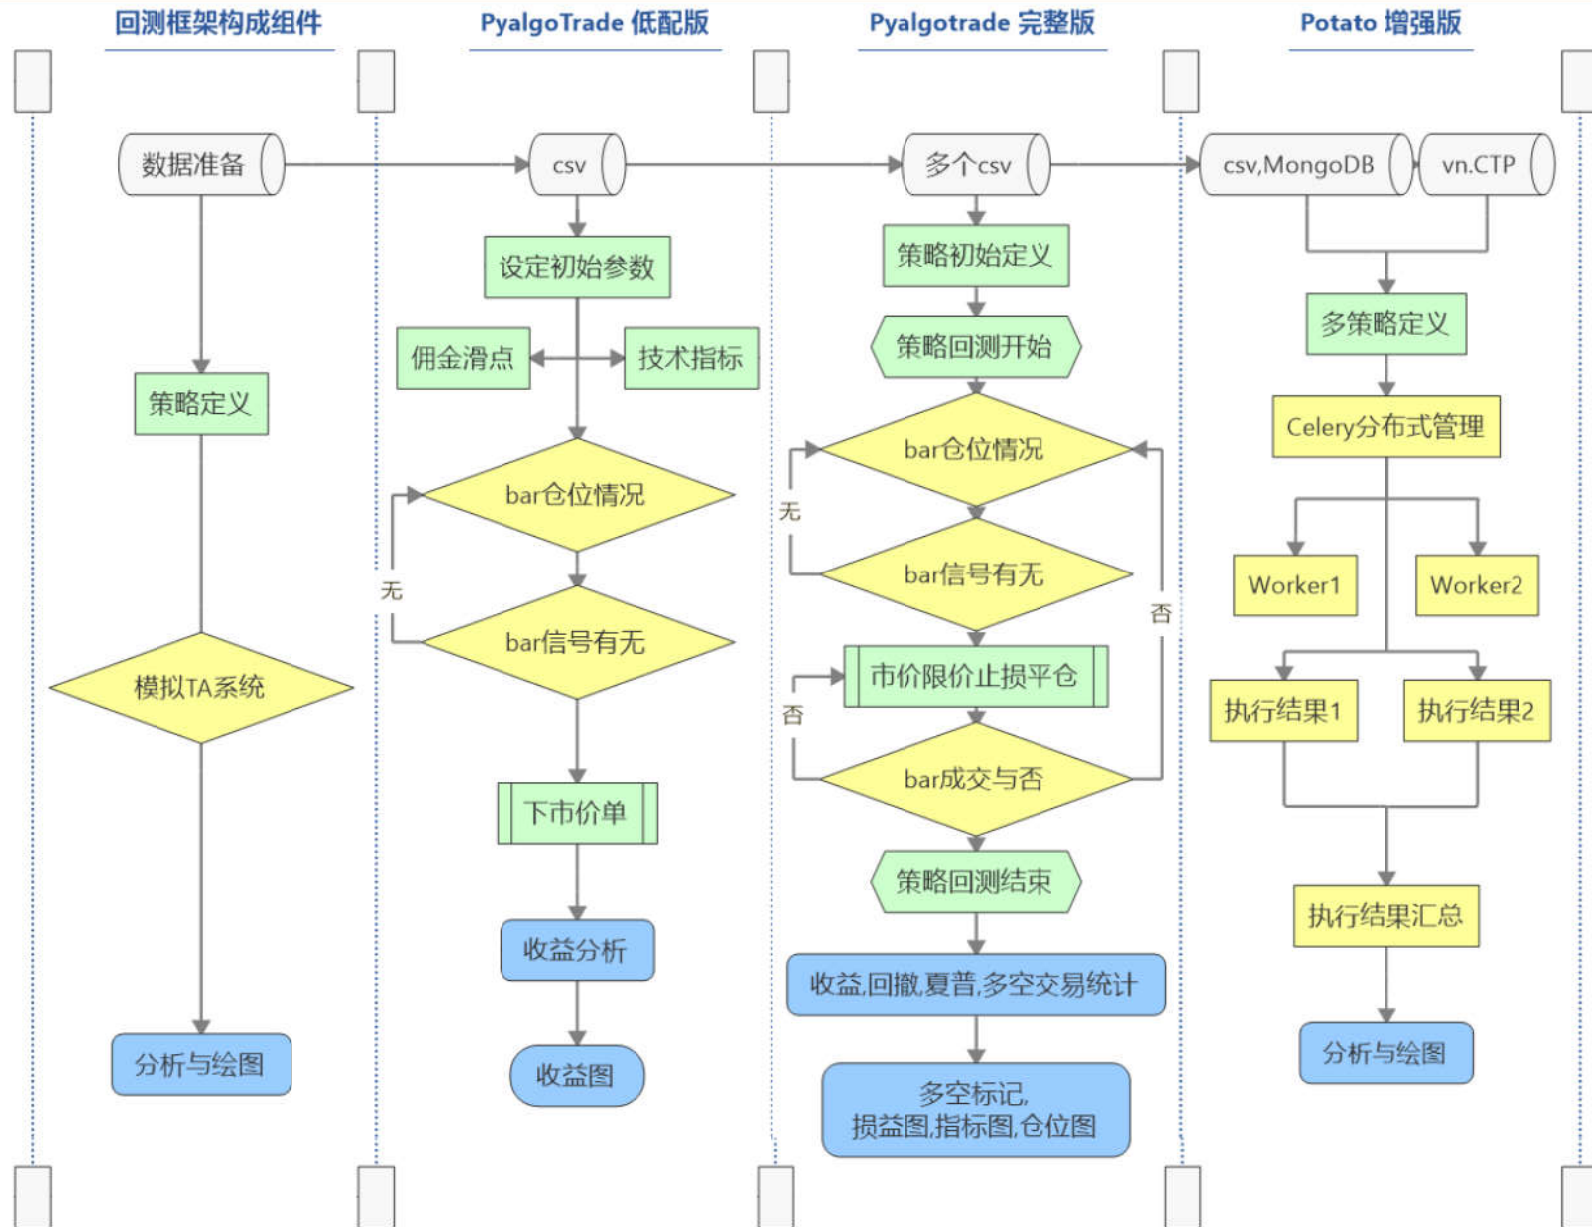 回测框架构成组件
PyalgoTrade 低配版
Pyalgotrade 完整版
Potato 增强版
数据准备
csv
多个csv
csv,MongoDB
vn.CTP
策略定义
模拟TA系统
分析与绘图
设定初始参数
佣金滑点
技术指标
bar仓位情况
无
bar信号有无
下市价单
收益分析
收益图
策略初始定义
策略回测开始
bar仓位情况
无
bar信号有无
否
市价限价止损平仓
否
bar成交与否
策略回测结束
收益,回撤,夏普,多空交易统计
多空标记,
损益图,指标图,仓位图
多策略定义
Celery分布式管理
Worker1
Worker2
执行结果1
执行结果2
执行结果汇总
分析与绘图